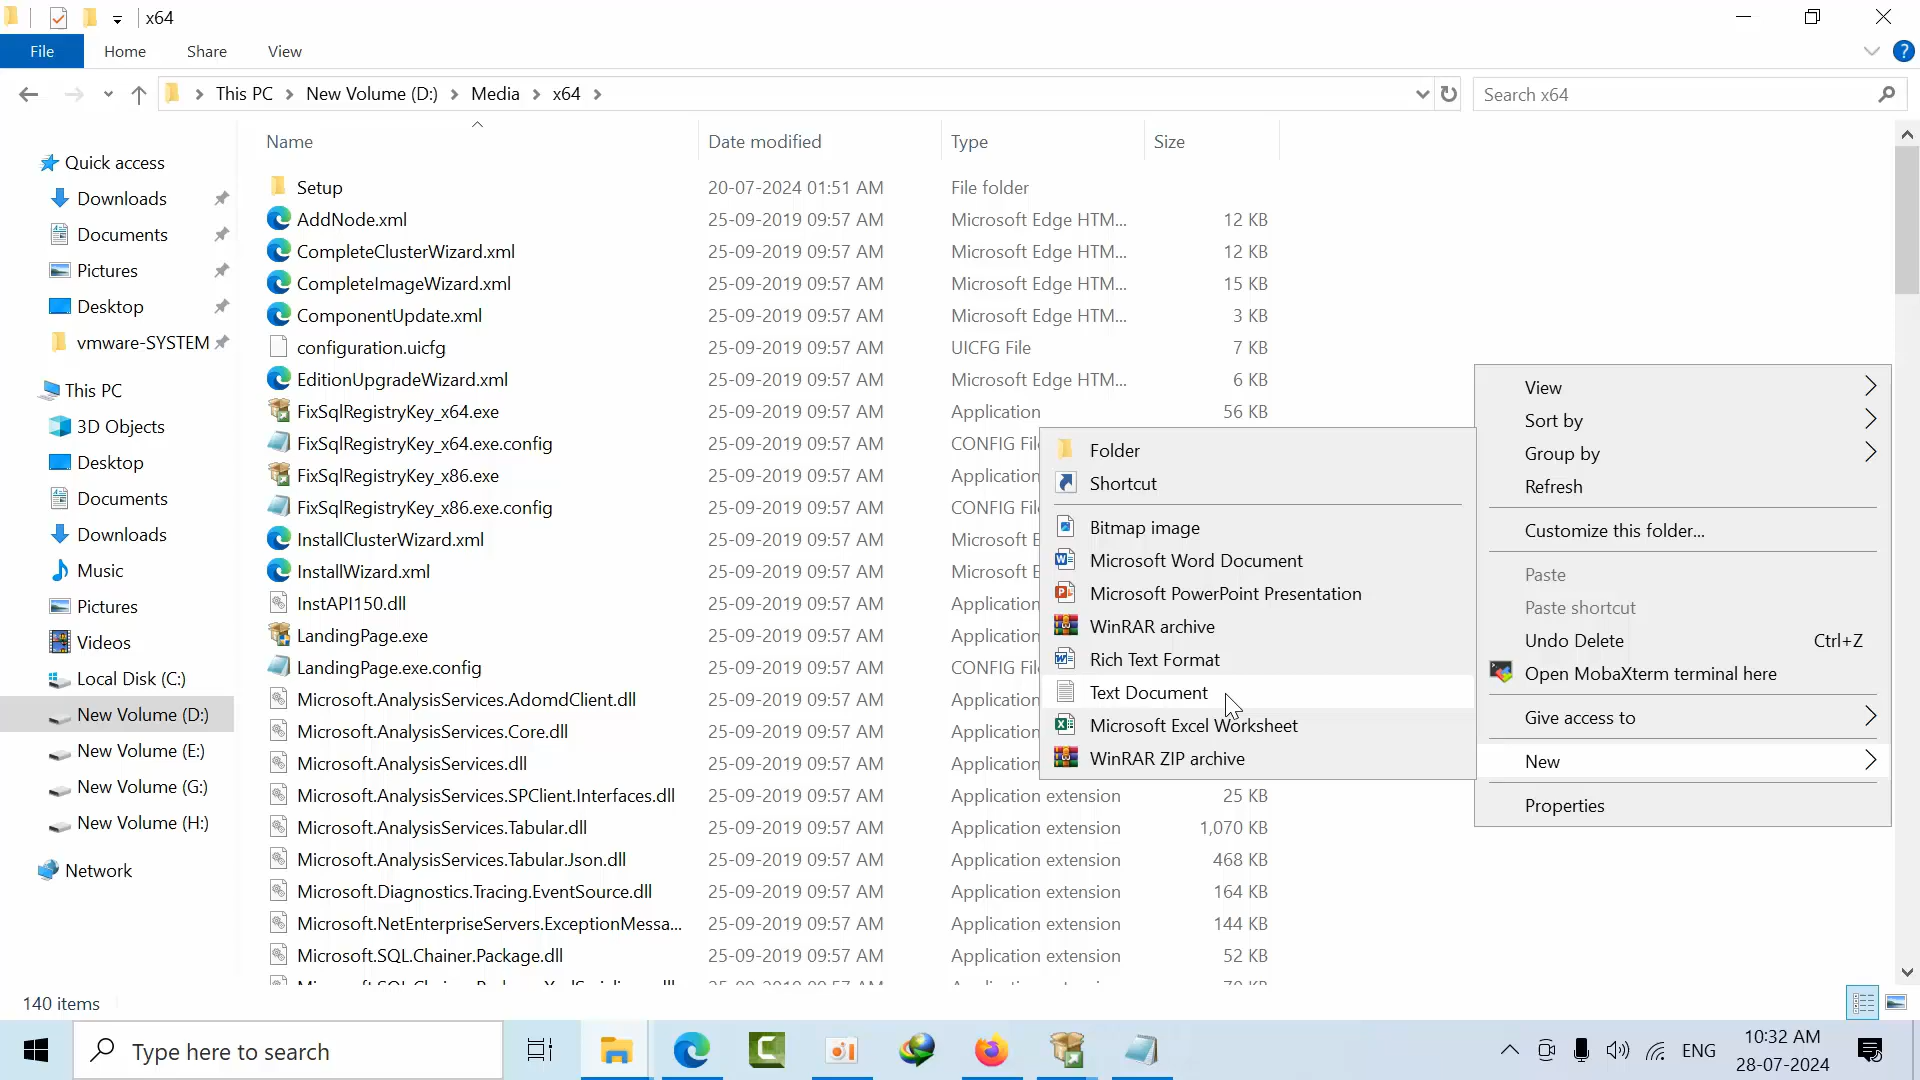 x64
File Home Share View
This PC New Volume (D:) Media x64
Search x64
Name Date modified Type Size
Quick access
Downloads
Documents
Pictures
Desktop
vmware-SYSTEM
This PC
3D Objects
Desktop
Documents
Downloads
Music
Pictures
Videos
Local Disk (C:)
New Volume (D:)
New Volume (E:)
New Volume (G:)
New Volume (H:)
Network
Setup 20-07-2024 01:51 AM File folder
AddNode.xml 25-09-2019 09:57 AM Microsoft Edge HTM... 12 KB
CompleteClusterWizard.xml 25-09-2019 09:57 AM Microsoft Edge HTM... 12 KB
CompleteImageWizard.xml 25-09-2019 09:57 AM Microsoft Edge HTM... 15 KB
ComponentUpdate.xml 25-09-2019 09:57 AM Microsoft Edge HTM... 3 KB
configuration.uicfg 25-09-2019 09:57 AM UICFG File 7 KB
EditionUpgradeWizard.xml 25-09-2019 09:57 AM Microsoft Edge HTM... 6 KB
FixSqlRegistryKey_x64.exe 25-09-2019 09:57 AM Application 56 KB
FixSqlRegistryKey_x64.exe.config 25-09-2019 09:57 AM CONFIG
FixSqlRegistryKey_x86.exe 25-09-2019 09:57 AM Application
FixSqlRegistryKey_x86.exe.config 25-09-2019 09:57 AM CONFIG
InstallClusterWizard.xml 25-09-2019 09:57 AM Microsoft
InstallWizard.xml 25-09-2019 09:57 AM Microsoft
InstAPI150.dll 25-09-2019 09:57 AM Application
LandingPage.exe 25-09-2019 09:57 AM Application
LandingPage.exe.config 25-09-2019 09:57 AM CONFIG
Microsoft.AnalysisServices.AdomdClient.dll 25-09-2019 09:57 AM Application
Microsoft.AnalysisServices.Core.dll 25-09-2019 09:57 AM Application
Microsoft.AnalysisServices.dll 25-09-2019 09:57 AM Application
Microsoft.AnalysisServices.SPClient.Interfaces.dll 25-09-2019 09:57 AM Application extension 25 KB
Microsoft.AnalysisServices.Tabular.dll 25-09-2019 09:57 AM Application extension 1,070 KB
Microsoft.AnalysisServices.Tabular.Json.dll 25-09-2019 09:57 AM Application extension 468 KB
Microsoft.Diagnostics.Tracing.EventSource.dll 25-09-2019 09:57 AM Application extension 164 KB
Microsoft.NetEnterpriseServers.ExceptionMessa... 25-09-2019 09:57 AM Application extension 144 KB
Microsoft.SQL.Chainer.Package.dll 25-09-2019 09:57 AM Application extension 52 KB
Folder
Shortcut
Bitmap image
Microsoft Word Document
Microsoft PowerPoint Presentation
WinRAR archive
Rich Text Format
Text Document
Microsoft Excel Worksheet
WinRAR ZIP archive
View
Sort by
Group by
Refresh
Customize this folder...
Paste
Paste shortcut
Undo Delete Ctrl+Z
Open MobaXterm terminal here
Give access to
New
Properties
140 items
Type here to search
ENG
10:32 AM
28-07-2024